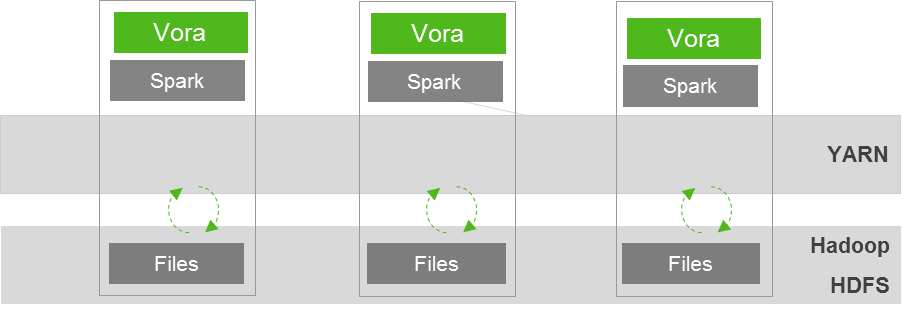 Vora
Vora
Vora
Spark
Spark
Spark
YARN
Files
Files
Files
Hadoop
HDFS